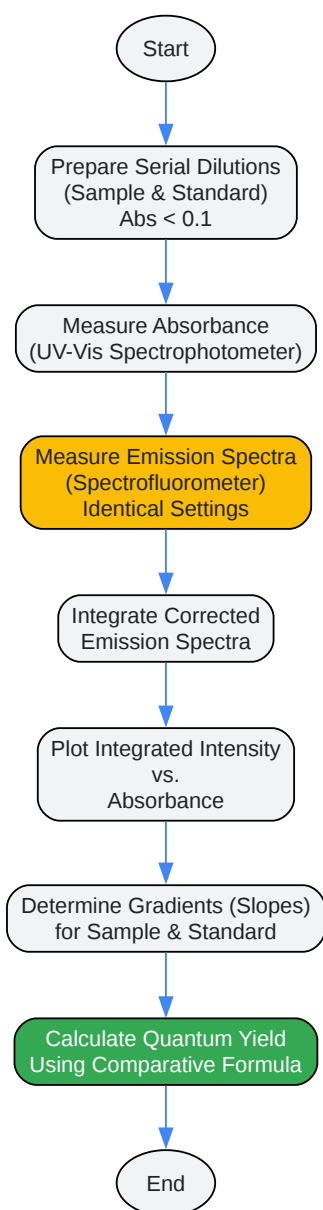 Start
Prepare Serial Dilutions
(Sample & Standard)
Abs < 0.1
Measure Absorbance
(UV-Vis Spectrophotometer)
Measure Emission Spectra
(Spectrofluorometer)
Identical Settings
Integrate Corrected
Emission Spectra
Plot Integrated Intensity
vs.
Absorbance
Determine Gradients (Slopes)
for Sample & Standard
Calculate Quantum Yield
Using Comparative Formula
End